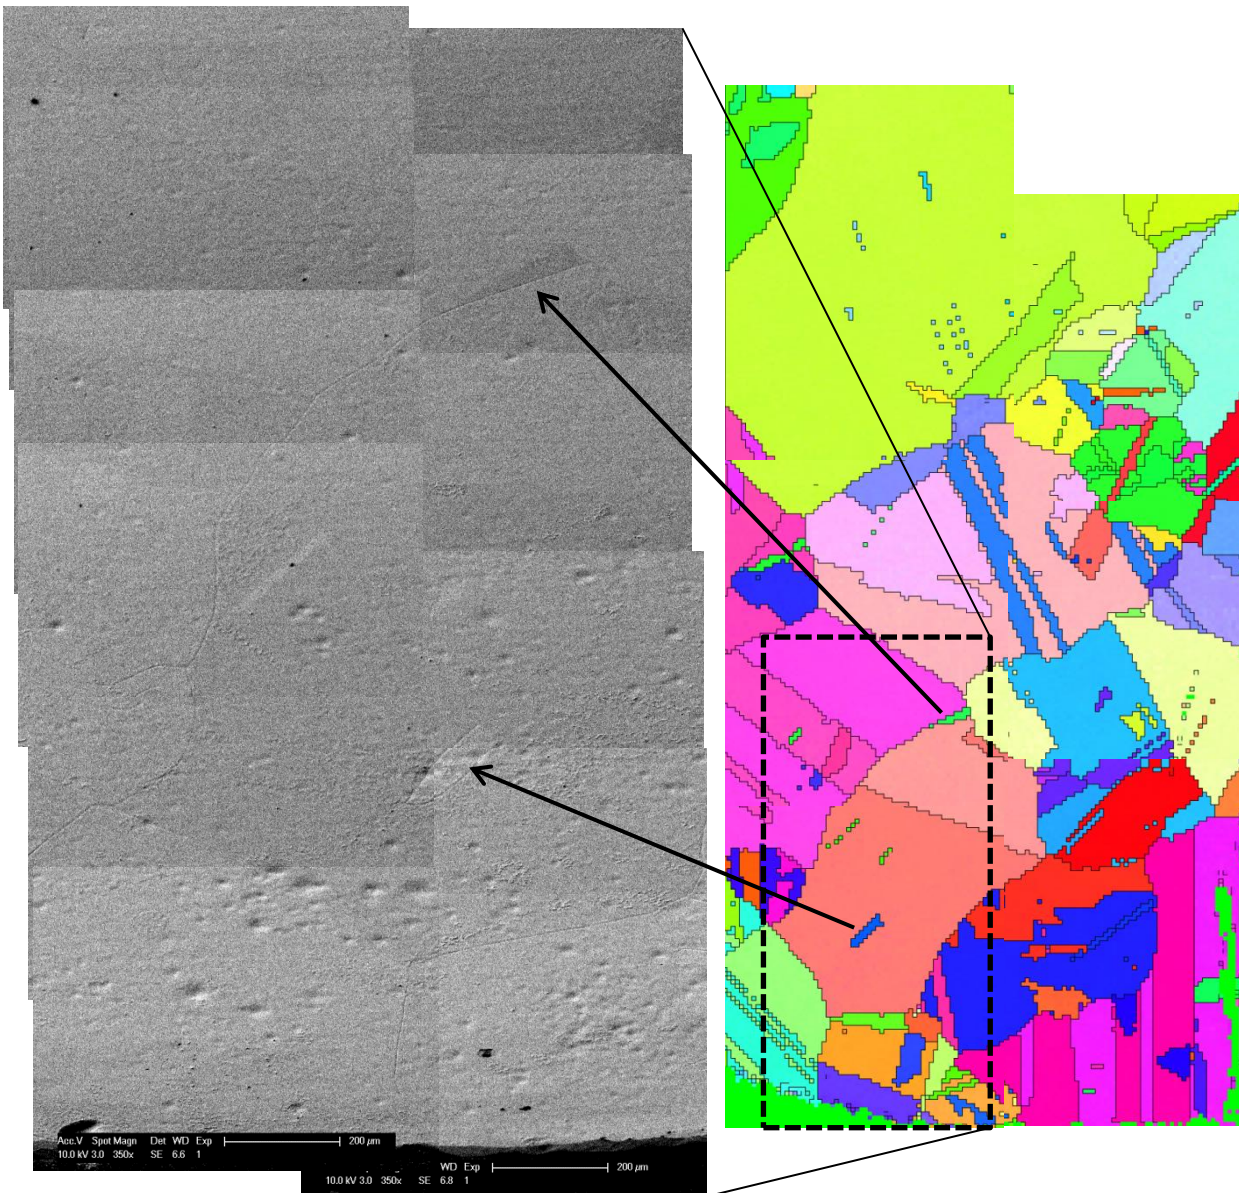 Acc.V Spot Magn Det WD Exp 200 μm
10.0 kV 3.0 350x SE 6.6 1
WD Exp 200 μm
10.0 kV 3.0 350x SE 6.8 1